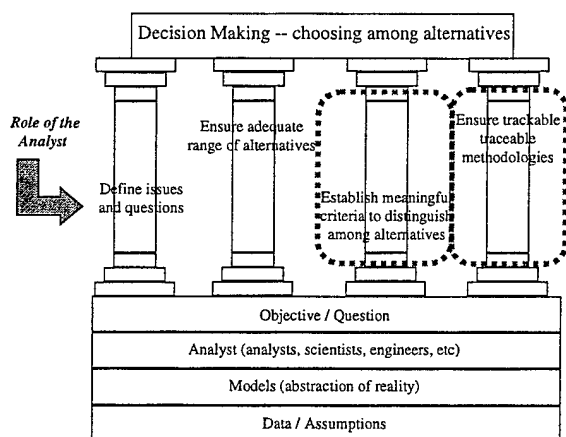 Decision Making -- choosing among alternatives
Role of the
Analyst
Define issues
and questions
Ensure adequate
range of alternatives
Establish meaningful
criteria to distinguish
among alternatives
Ensure trackable
traceable
methodologies
Objective / Question
Analyst (analysts, scientists, engineers, etc)
Models (abstraction of reality)
Data / Assumptions